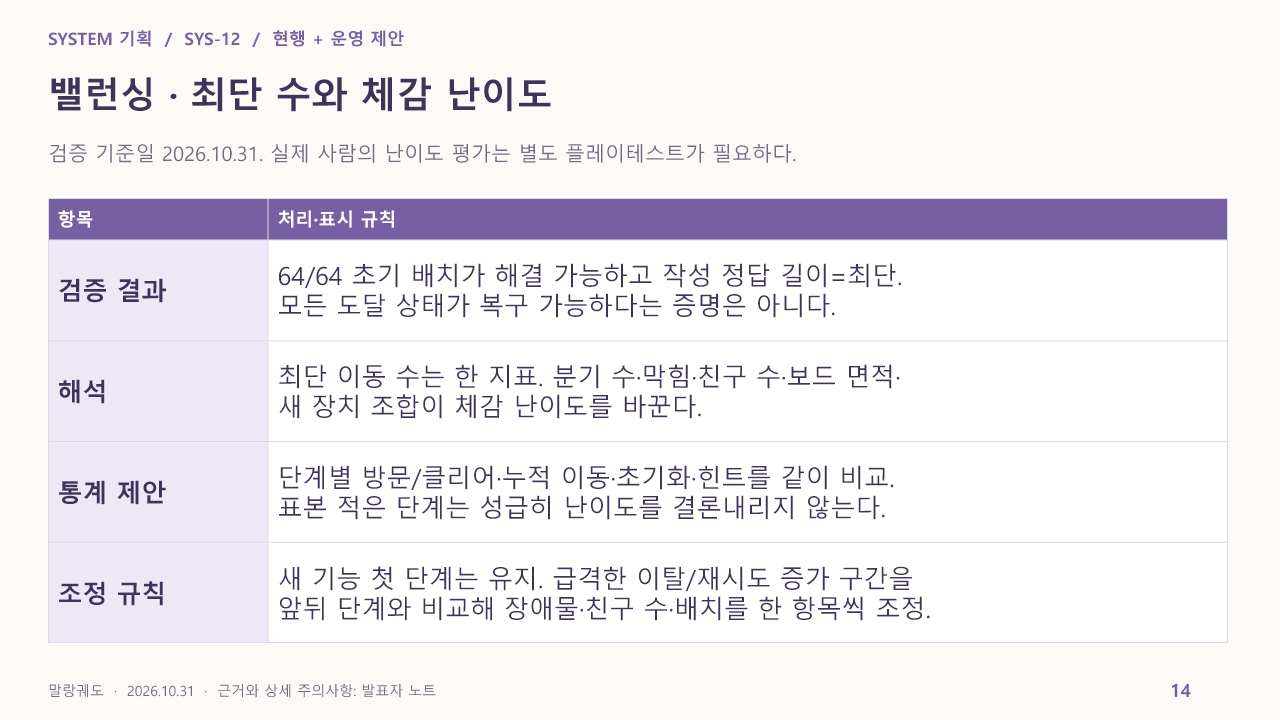 SYSTEM 기획 / SYS-12 / 현행 + 운영 제안
밸런싱 · 최단 수와 체감 난이도
검증 기준일 2026.10.31. 실제 사람의 난이도 평가는 별도 플레이테스트가 필요하다.
항목
처리·표시 규칙
검증 결과
64/64 초기 배치가 해결 가능하고 작성 정답 길이=최단.
모든 도달 상태가 복구 가능하다는 증명은 아니다.
해석
최단 이동 수는 한 지표. 분기 수·막힘·친구 수·보드 면적·
새 장치 조합이 체감 난이도를 바꾼다.
통계 제안
단계별 방문/클리어·누적 이동·초기화·힌트를 같이 비교.
표본 적은 단계는 성급히 난이도를 결론내리지 않는다.
조정 규칙
새 기능 첫 단계는 유지. 급격한 이탈/재시도 증가 구간을
앞뒤 단계와 비교해 장애물·친구 수·배치를 한 항목씩 조정.
말랑궤도 · 2026.10.31 · 근거와 상세 주의사항: 발표자 노트
14